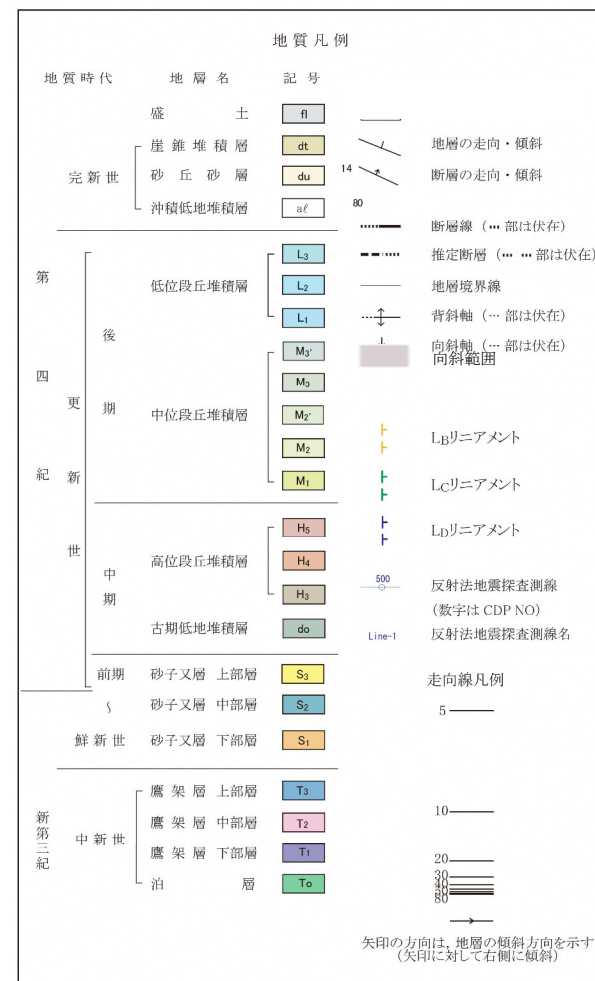 地質凡例
地質時代 地層名 記号
盛土 fl
完新世
崖錐堆積層 dt
砂丘砂層 du
沖積低地堆積層 aℓ
第四紀
更新世
後期
低位段丘堆積層
L3
L2
L1
中位段丘堆積層
M3'
M3
M2'
M2
M1
中期
高位段丘堆積層
H5
H4
H3
古期低地堆積層 do
前期
～
鮮新世
砂子又層 上部層 S3
砂子又層 中部層 S2
砂子又層 下部層 S1
新第三紀
中新世
鷹架層 上部層 T3
鷹架層 中部層 T2
鷹架層 下部層 T1
泊層 To
地層の走向・傾斜
14 断層の走向・傾斜
80
断層線（… 部は伏在）
推定断層（… … 部は伏在）
地層境界線
背斜軸（… 部は伏在）
向斜軸（… 部は伏在）
向斜範囲
LBリニアメント
LCリニアメント
LDリニアメント
500 反射法地震探査測線
（数字は CDP NO）
Line-1 反射法地震探査測線名
走向線凡例
5
10
20
30
40
50
80
矢印の方向は，地層の傾斜方向を示す
（矢印に対して右側に傾斜）